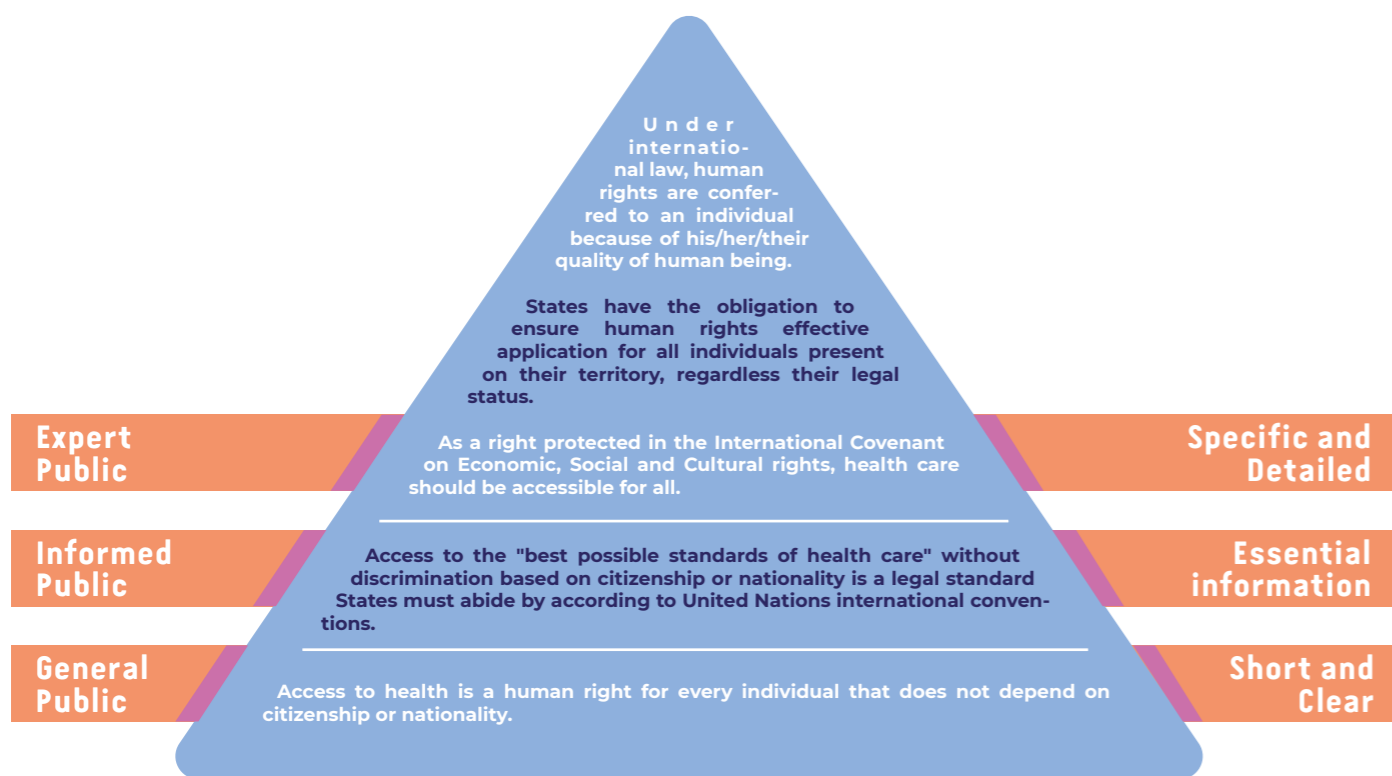 Under
internatio-
nal law, human
rights are confer-
red to an individual
because of his/her/their
quality of human being.
States have the obligation to
ensure human rights effective
application for all individuals present
on their territory, regardless their legal
status.
Expert
Public
As a right protected in the International Covenant
on Economic, Social and Cultural rights, health care
should be accessible for all.
Specific and
Detailed
Informed
Public
Access to the "best possible standards of health care" without
discrimination based on citizenship or nationality is a legal standard
States must abide by according to United Nations international conven-
tions.
Essential
information
General
Public
Access to health is a human right for every individual that does not depend on
citizenship or nationality.
Short and
Clear